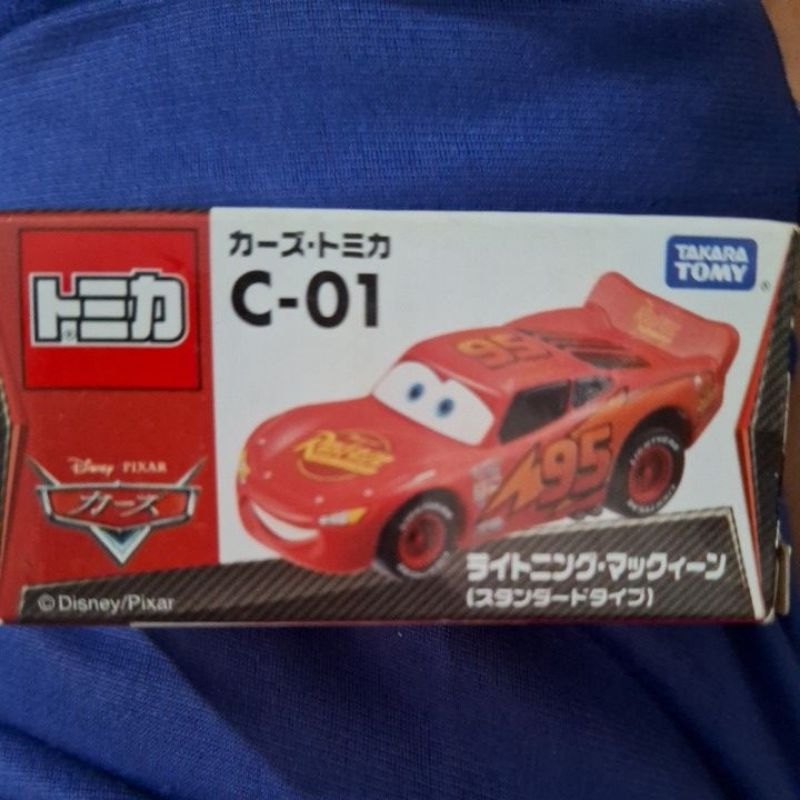 トミカ
カーズ・トミカ
C-01
TAKARA
TOMY
Disney PIXAR
カーズ
95
95
ライトニング・マックィーン
(スタンダードタイプ)
©Disney/Pixar